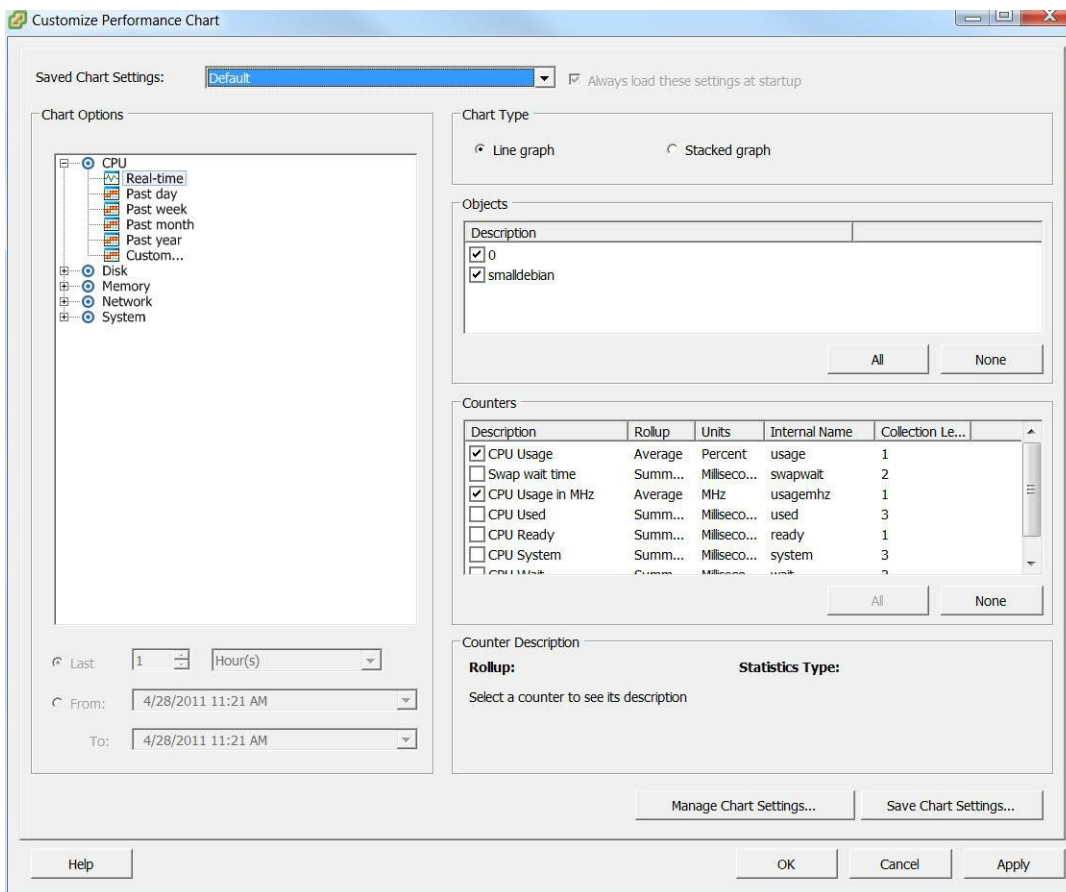 Customize Performance Chart
Saved Chart Settings: Default Always load these settings at startup
Chart Options
CPU
Real-time
Past day
Past week
Past month
Past year
Custom...
Disk
Memory
Network
System
Last 1 Hour(s)
From: 4/28/2011 11:21 AM
To: 4/28/2011 11:21 AM
Chart Type
Line graph Stacked graph
Objects
Description
0
smalldebian
All None
Counters
Description Rollup Units Internal Name Collection Le...
CPU Usage Average Percent usage 1
Swap wait time Summ... Milliseco... swapwait 2
CPU Usage in MHz Average MHz usagemhz 1
CPU Used Summ... Milliseco... used 3
CPU Ready Summ... Milliseco... ready 1
CPU System Summ... Milliseco... system 3
CPU Wait Summ... Milliseco... wait
All None
Counter Description
Rollup: Statistics Type:
Select a counter to see its description
Manage Chart Settings... Save Chart Settings...
Help OK Cancel Apply